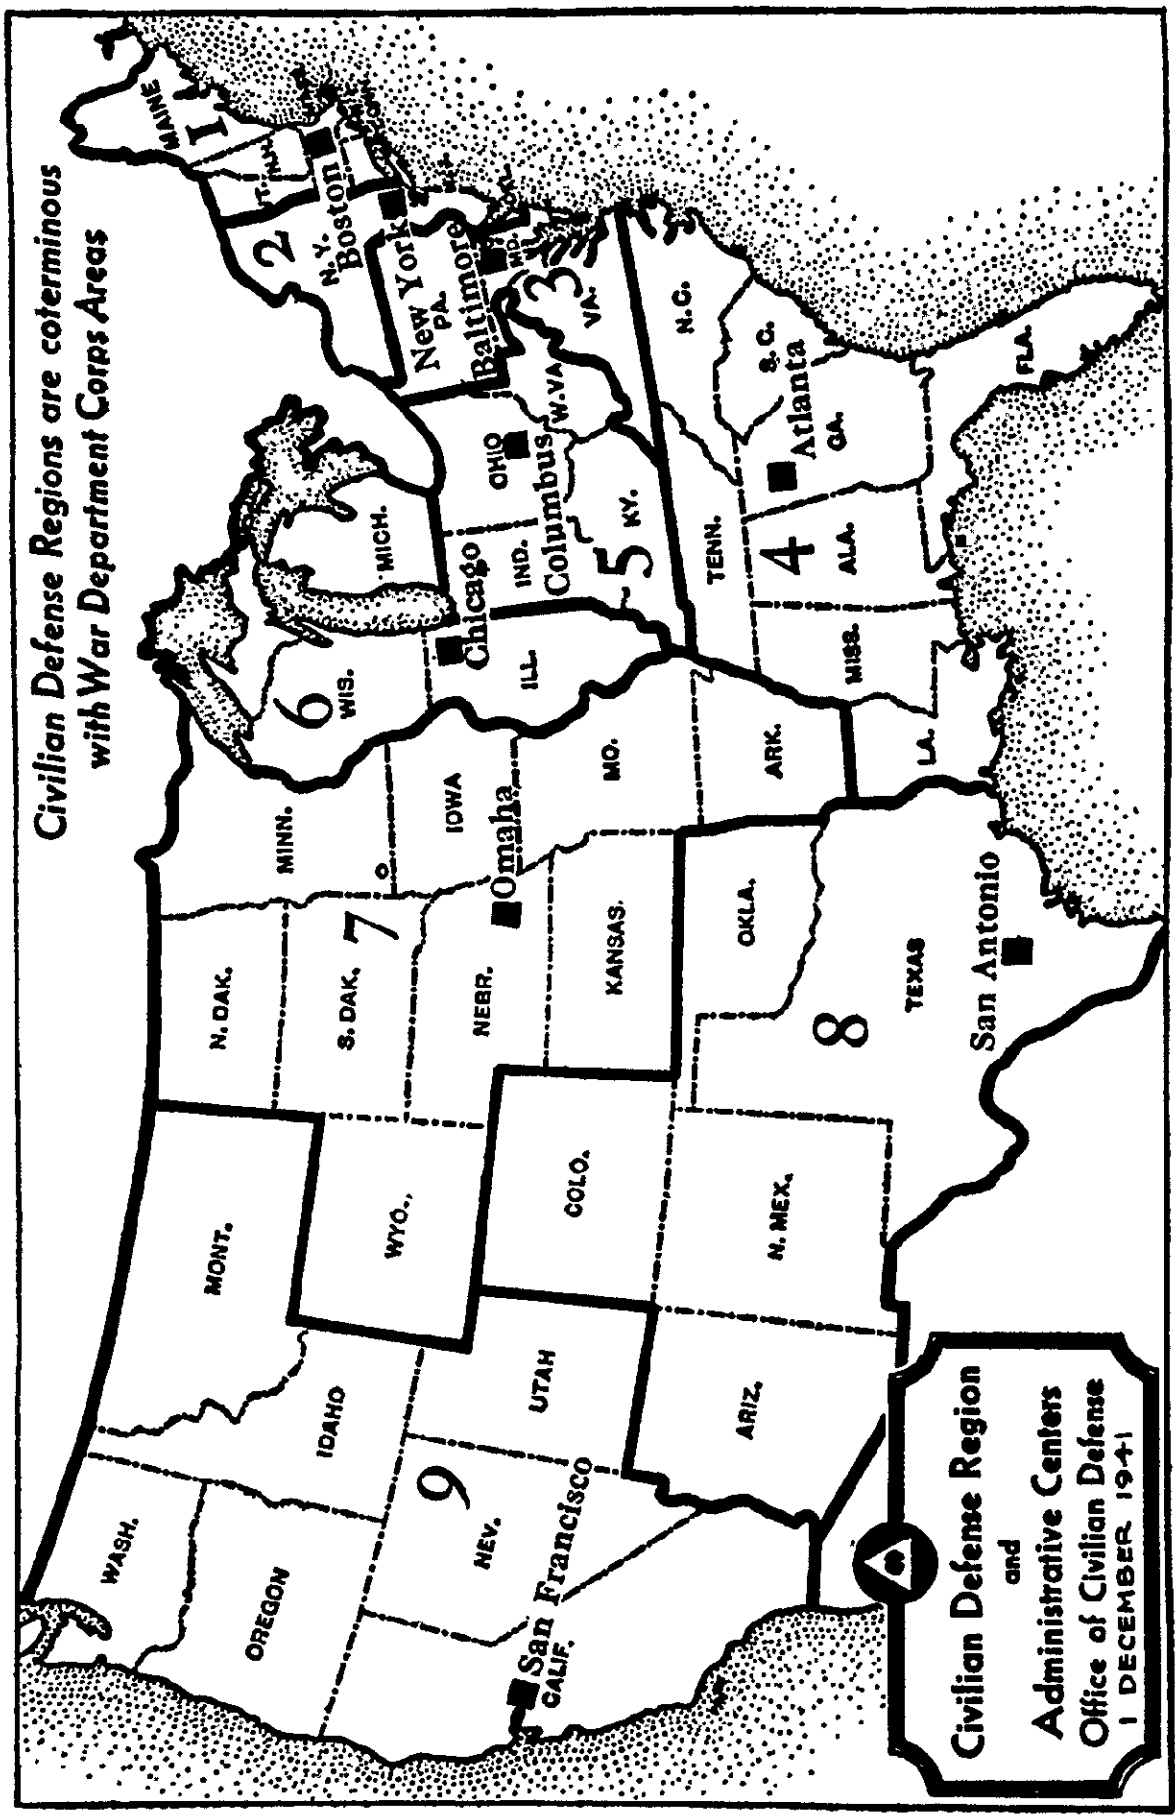 Civilian Defense Regions are coterminous
with War Department Corps Areas
WASH.
OREGON
IDAHO
MONT.
WYO.,
NEV.
9
UTAH
San Francisco
CALIF.
N. DAK.
S. DAK.
7
NEBR.
KANSAS.
MINN.
IOWA
Omaha
MO.
ARK.
COLO.
ARIZ.
N. MEX.
OKLA.
8
TEXAS
San Antonio
LA.
WIS.
6
MICH.
Chicago
ILL.
IND.
OHIO
Columbus
5
KY.
W. VA
TENN.
4
MISS.
ALA.
GA.
Atlanta
S. C.
N.C.
FLA.
MAINE
1
N.H.
Boston
2
N. Y.
New York
PA.
Baltimore
MD.
3
VA.
Civilian Defense Region
and
Administrative Centers
Office of Civilian Defense
1 DECEMBER 1941